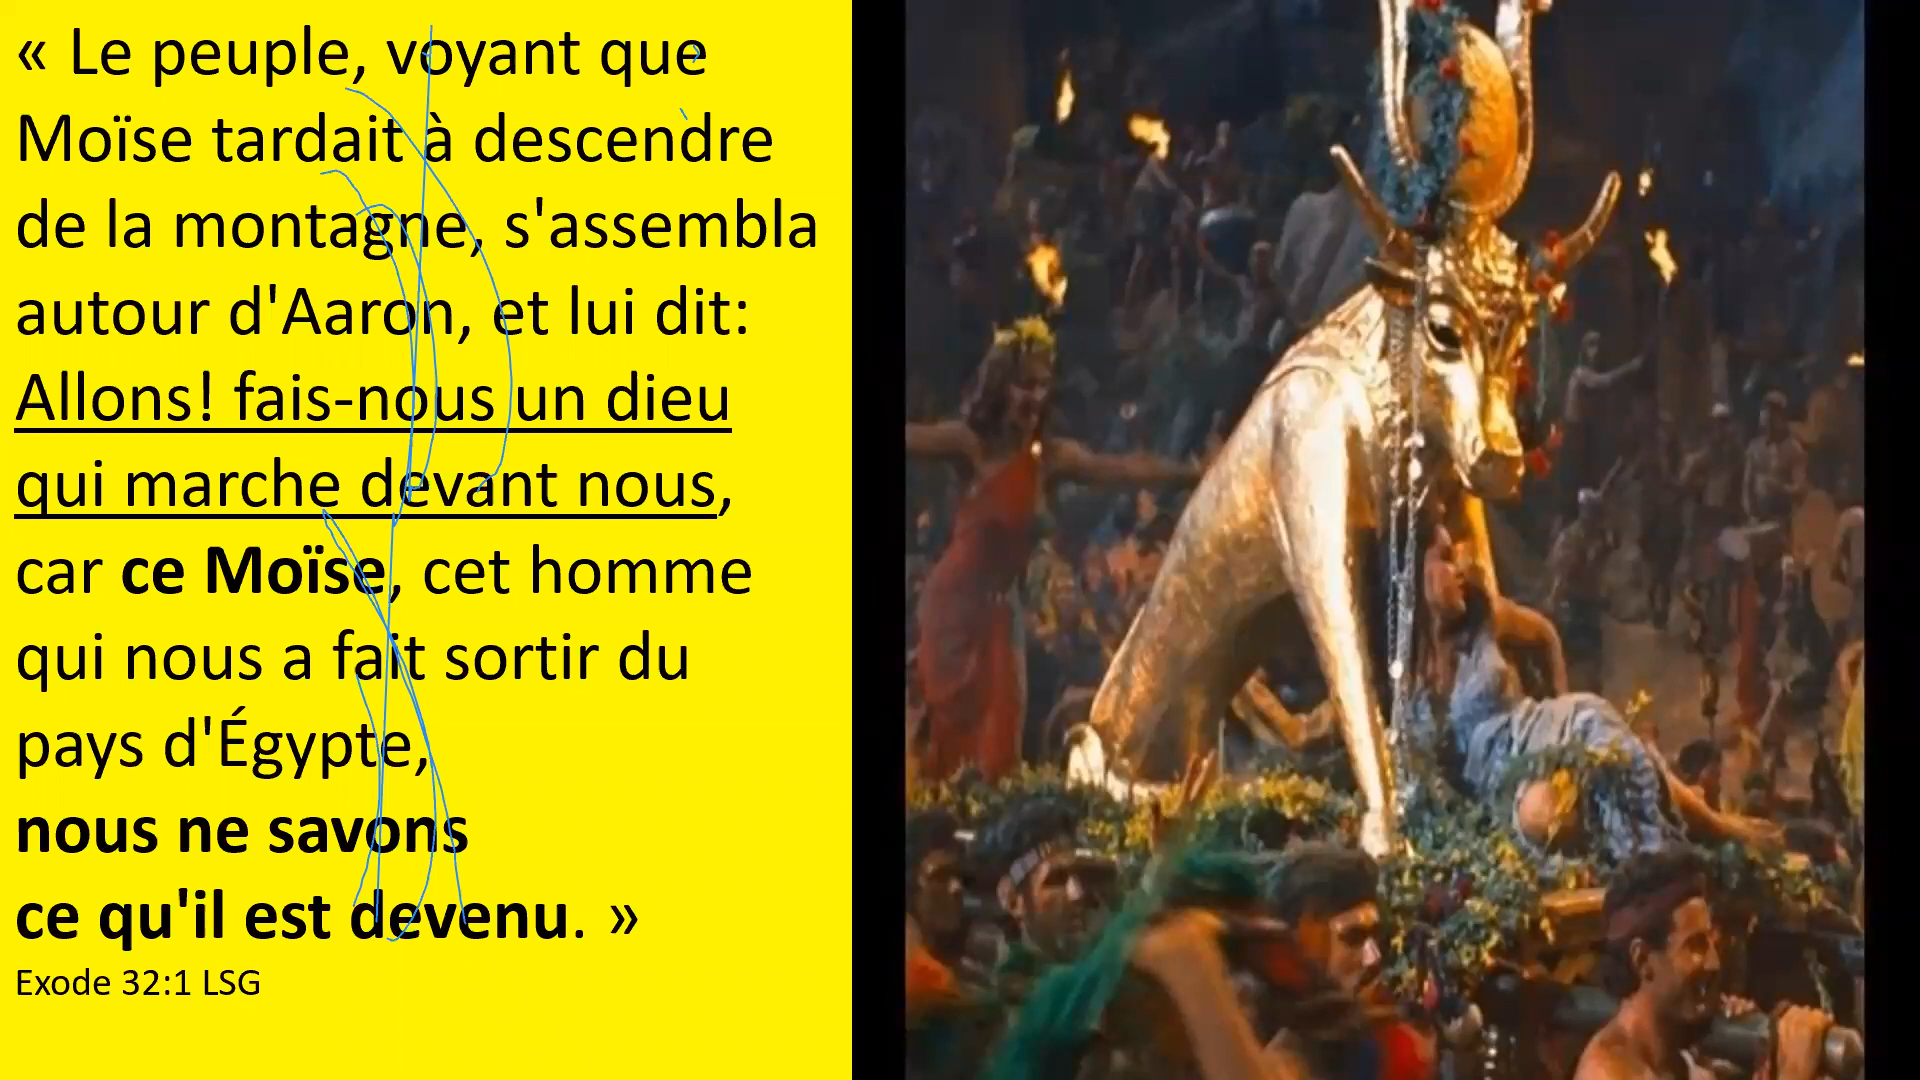 « Le peuple, voyant que
Moïse tardait à descendre
de la montagne, s'assembla
autour d'Aaron, et lui dit:
Allons! fais-nous un dieu
qui marche devant nous,
car ce Moïse, cet homme
qui nous a fait sortir du
pays d'Égypte,
nous ne savons
ce qu'il est devenu. »
Exode 32:1 LSG